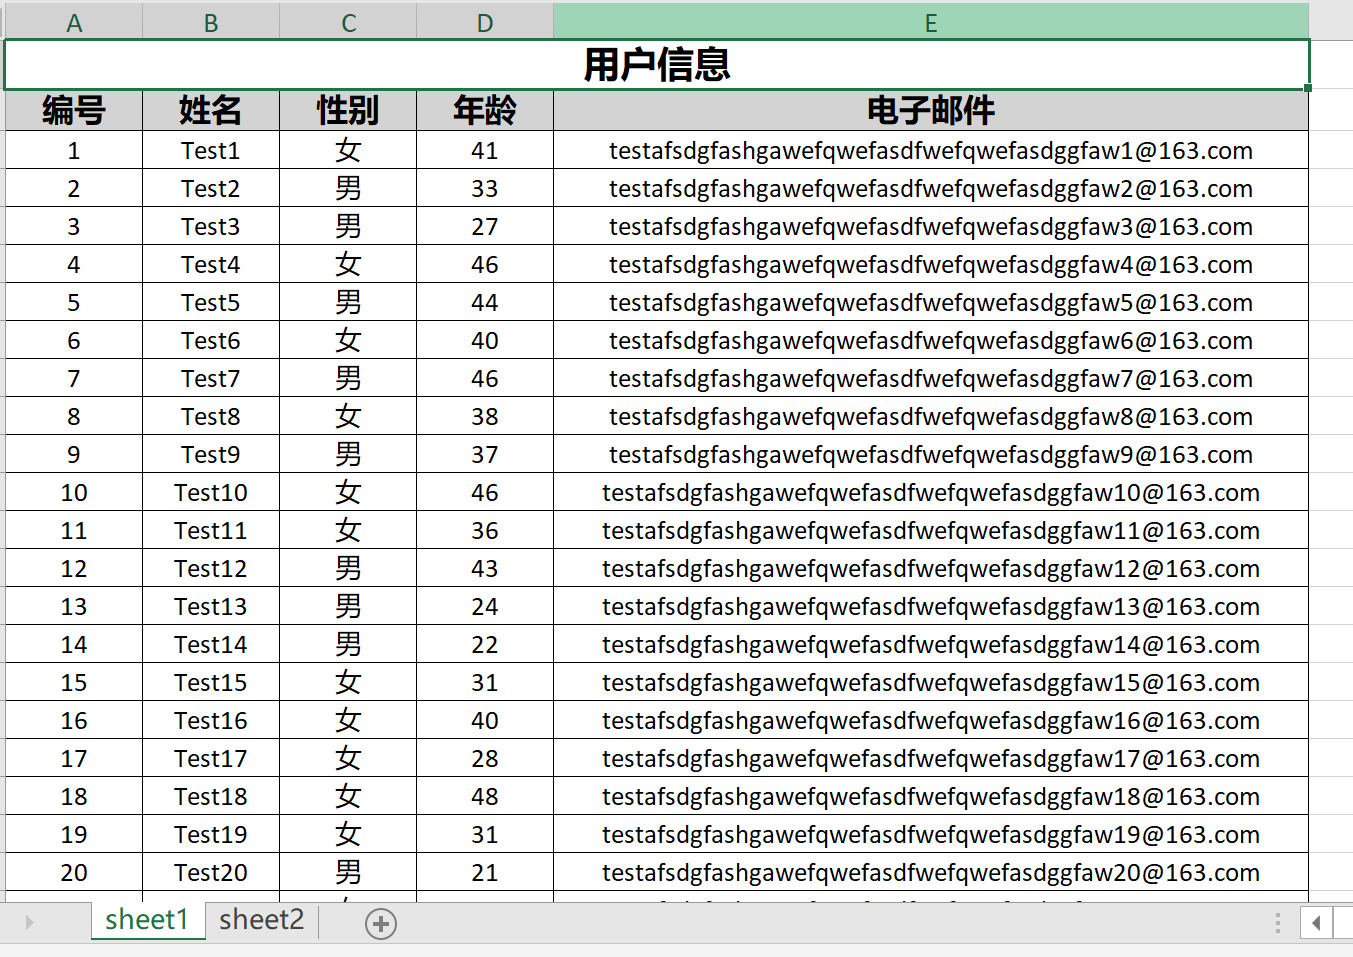 A B C D E
用户信息
编号 姓名 性别 年龄 电子邮件
1 Test1 女 41 testafsdgfashgawefqwefasdfwefqwefasdggfaw1@163.com
2 Test2 男 33 testafsdgfashgawefqwefasdfwefqwefasdggfaw2@163.com
3 Test3 男 27 testafsdgfashgawefqwefasdfwefqwefasdggfaw3@163.com
4 Test4 女 46 testafsdgfashgawefqwefasdfwefqwefasdggfaw4@163.com
5 Test5 男 44 testafsdgfashgawefqwefasdfwefqwefasdggfaw5@163.com
6 Test6 女 40 testafsdgfashgawefqwefasdfwefqwefasdggfaw6@163.com
7 Test7 男 46 testafsdgfashgawefqwefasdfwefqwefasdggfaw7@163.com
8 Test8 女 38 testafsdgfashgawefqwefasdfwefqwefasdggfaw8@163.com
9 Test9 男 37 testafsdgfashgawefqwefasdfwefqwefasdggfaw9@163.com
10 Test10 女 46 testafsdgfashgawefqwefasdfwefqwefasdggfaw10@163.com
11 Test11 女 36 testafsdgfashgawefqwefasdfwefqwefasdggfaw11@163.com
12 Test12 男 43 testafsdgfashgawefqwefasdfwefqwefasdggfaw12@163.com
13 Test13 男 24 testafsdgfashgawefqwefasdfwefqwefasdggfaw13@163.com
14 Test14 男 22 testafsdgfashgawefqwefasdfwefqwefasdggfaw14@163.com
15 Test15 女 31 testafsdgfashgawefqwefasdfwefqwefasdggfaw15@163.com
16 Test16 女 40 testafsdgfashgawefqwefasdfwefqwefasdggfaw16@163.com
17 Test17 女 28 testafsdgfashgawefqwefasdfwefqwefasdggfaw17@163.com
18 Test18 女 48 testafsdgfashgawefqwefasdfwefqwefasdggfaw18@163.com
19 Test19 女 31 testafsdgfashgawefqwefasdfwefqwefasdggfaw19@163.com
20 Test20 男 21 testafsdgfashgawefqwefasdfwefqwefasdggfaw20@163.com
sheet1 sheet2